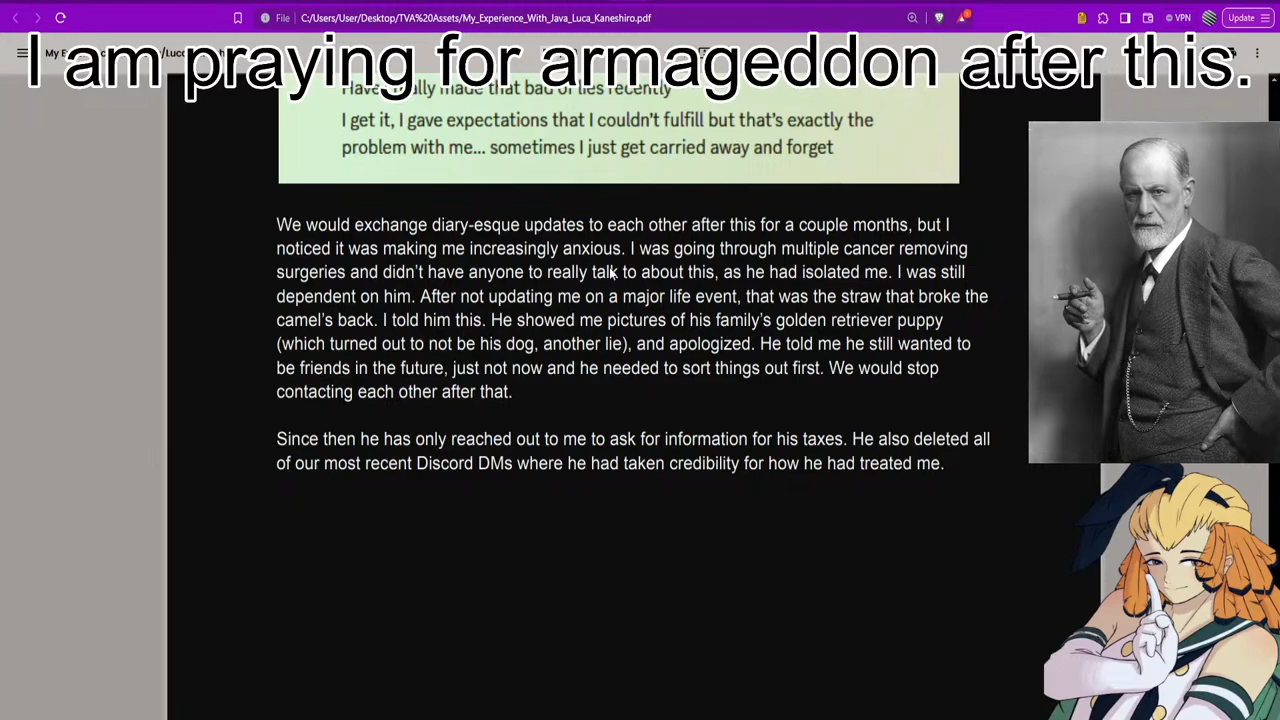 File
C:/Users/User/Desktop/TVA%20Assets/My_Experience_With_Java_Luca_Kaneshiro.pdf
VPN
Update
I am praying for armageddon after this.
made that bad of lies recently
I get it, I gave expectations that I couldn't fulfill but that's exactly the
problem with me... sometimes I just get carried away and forget
We would exchange diary-esque updates to each other after this for a couple months, but I
noticed it was making me increasingly anxious. I was going through multiple cancer removing
surgeries and didn't have anyone to really talk to about this, as he had isolated me. I was still
dependent on him. After not updating me on a major life event, that was the straw that broke the
camel's back. I told him this. He showed me pictures of his family's golden retriever puppy
(which turned out to not be his dog, another lie), and apologized. He told me he still wanted to
be friends in the future, just not now and he needed to sort things out first. We would stop
contacting each other after that.
Since then he has only reached out to me to ask for information for his taxes. He also deleted all
of our most recent Discord DMs where he had taken credibility for how he had treated me.